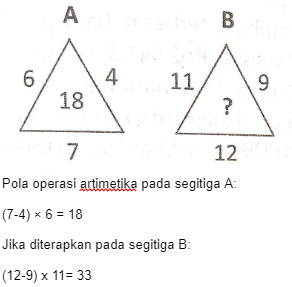 A B
6 4 11 9
18 ?
7 12
Pola operasi artimetika pada segitiga A:
(7-4) × 6 = 18
Jika diterapkan pada segitiga B:
(12-9) x 11= 33